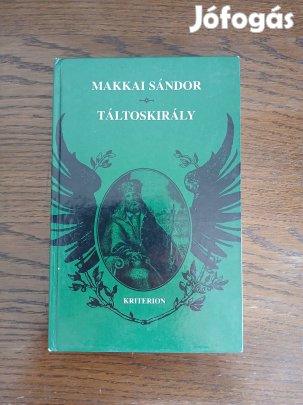 Jófogás
MAKKAI SÁNDOR
TÁLTOSKIRÁLY
KRITERION